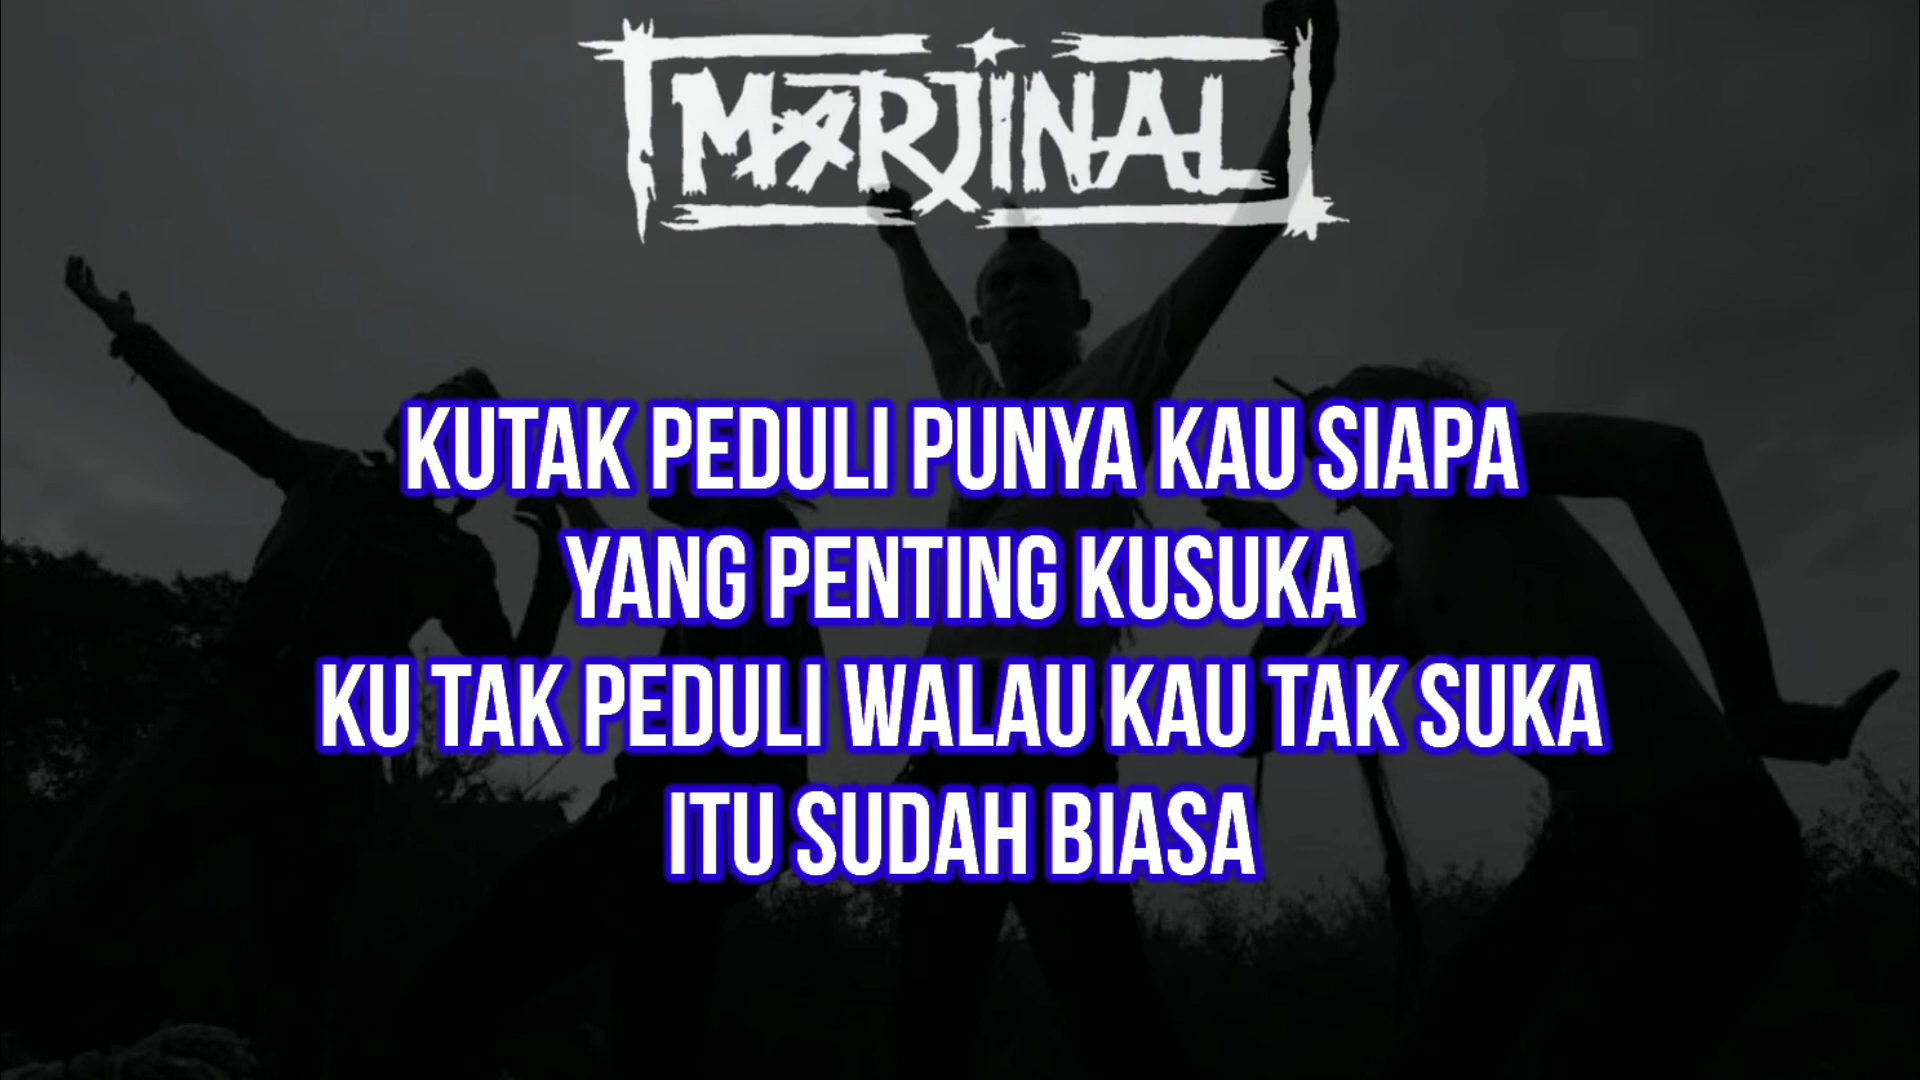 MARJINAL
KUTAK PEDULI PUNYA KAU SIAPA
YANG PENTING KUSUKA
KU TAK PEDULI WALAU KAU TAK SUKA
ITU SUDAH BIASA